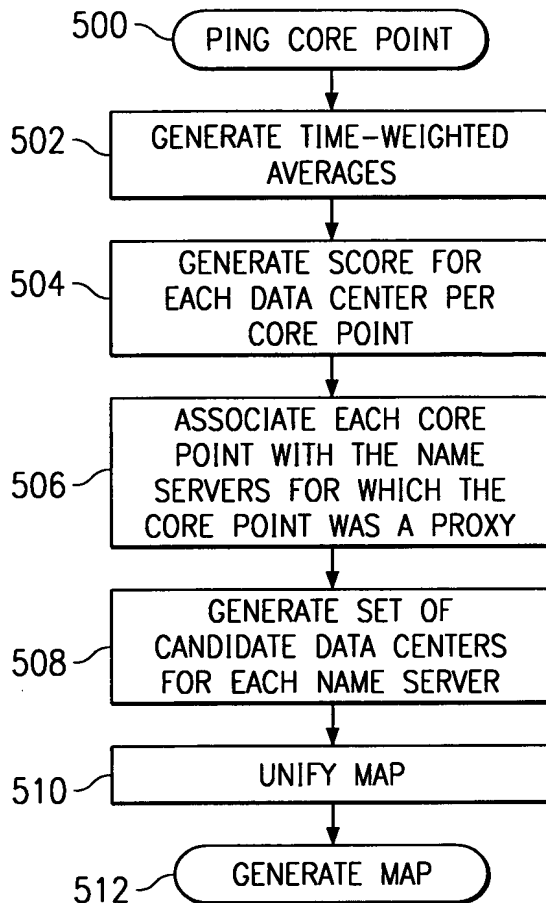 500
PING CORE POINT
502
GENERATE TIME-WEIGHTED
AVERAGES
504
GENERATE SCORE FOR
EACH DATA CENTER PER
CORE POINT
506
ASSOCIATE EACH CORE
POINT WITH THE NAME
SERVERS FOR WHICH THE
CORE POINT WAS A PROXY
508
GENERATE SET OF
CANDIDATE DATA CENTERS
FOR EACH NAME SERVER
510
UNIFY MAP
512
GENERATE MAP